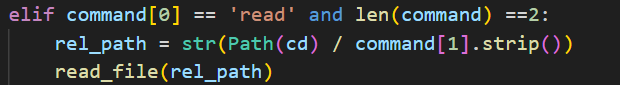 elif command[0] == 'read' and len(command) ==2:
    rel_path = str(Path(cd) / command[1].strip())
    read_file(rel_path)